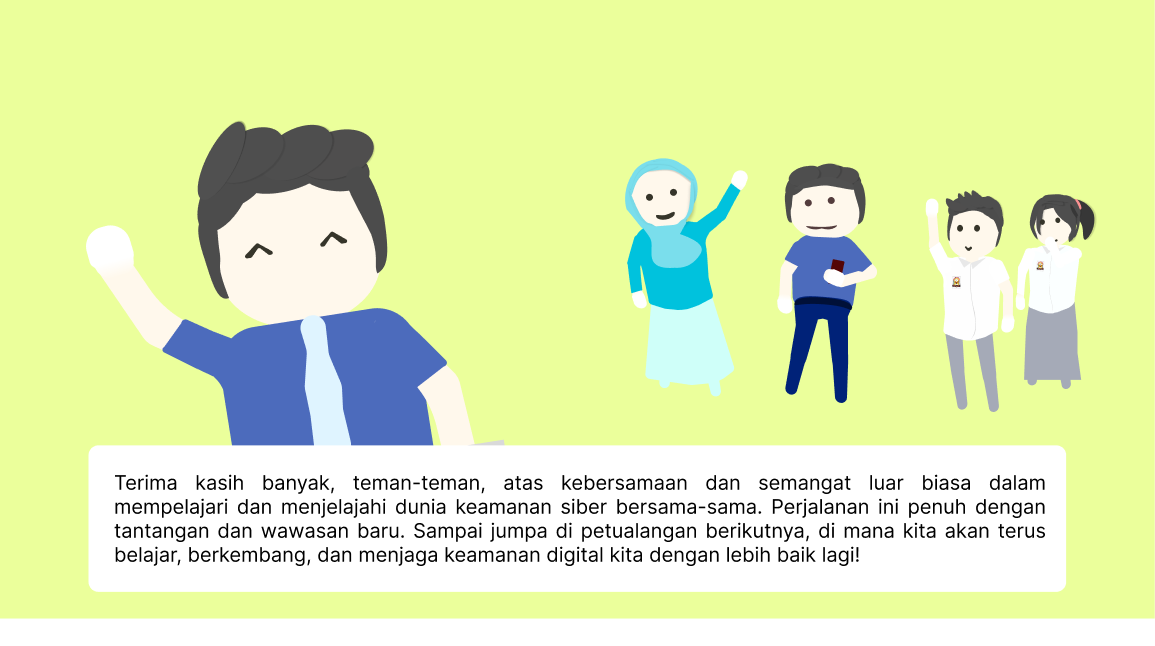 Terima kasih banyak, teman-teman, atas kebersamaan dan semangat luar biasa dalam
mempelajari dan menjelajahi dunia keamanan siber bersama-sama. Perjalanan ini penuh dengan
tantangan dan wawasan baru. Sampai jumpa di petualangan berikutnya, di mana kita akan terus
belajar, berkembang, dan menjaga keamanan digital kita dengan lebih baik lagi!